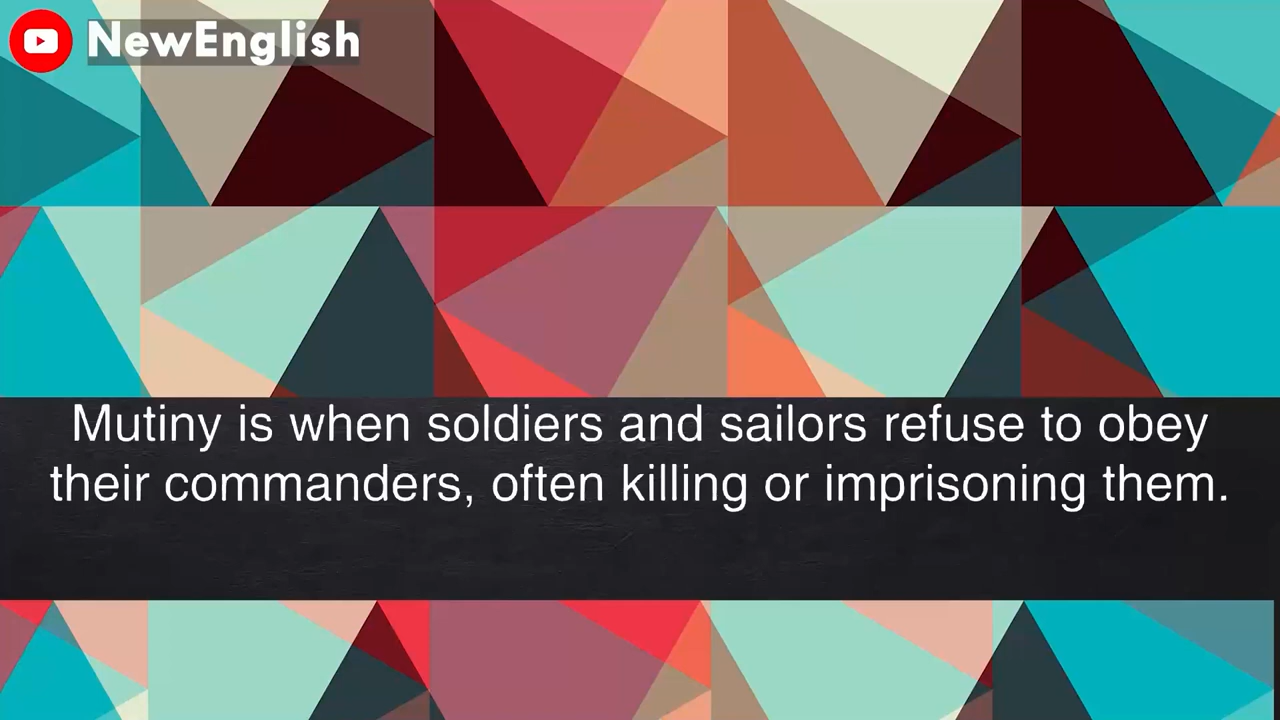 NewEnglish
Mutiny is when soldiers and sailors refuse to obey
their commanders, often killing or imprisoning them.